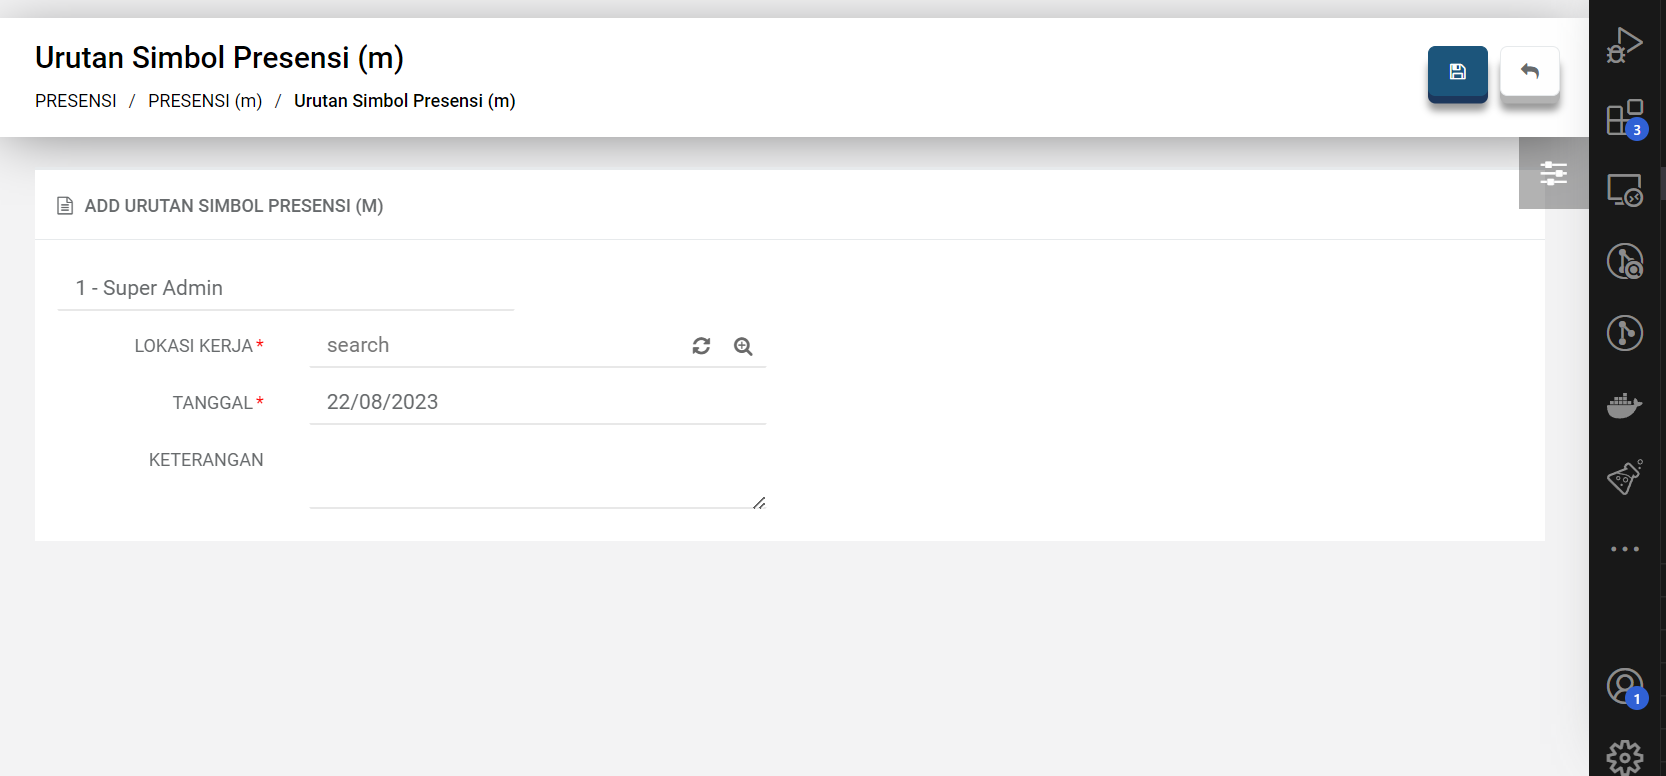 Urutan Simbol Presensi (m)
PRESENSI / PRESENSI (m) / Urutan Simbol Presensi (m)
3
ADD URUTAN SIMBOL PRESENSI (M)
1 - Super Admin
LOKASI KERJA* search
TANGGAL* 22/08/2023
KETERANGAN
1